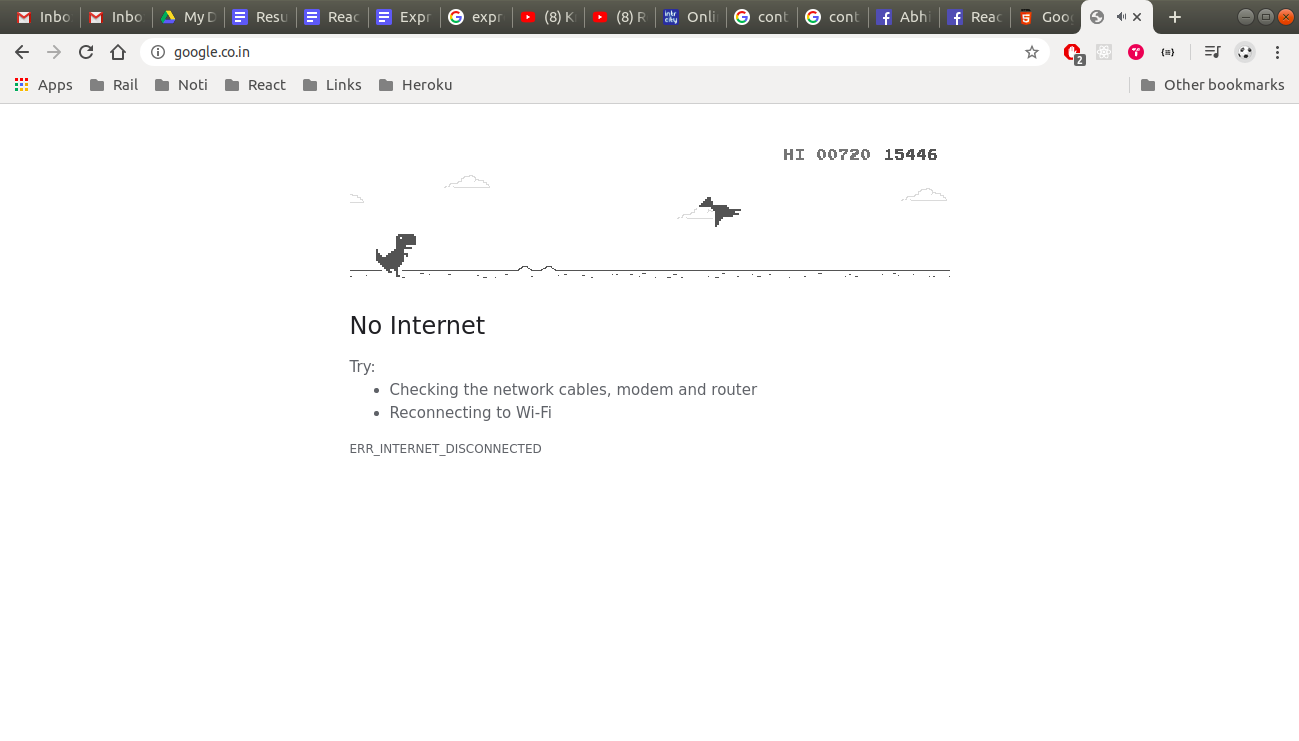 Inbo Inbo My D Resu Reac Expr expr (8) K (8) R Onli cont cont Abhi Reac Goog
google.co.in
2
Apps Rail Noti React Links Heroku Other bookmarks
HI 00720 15446
No Internet
Try:
Checking the network cables, modem and router
Reconnecting to Wi-Fi
ERR_INTERNET_DISCONNECTED